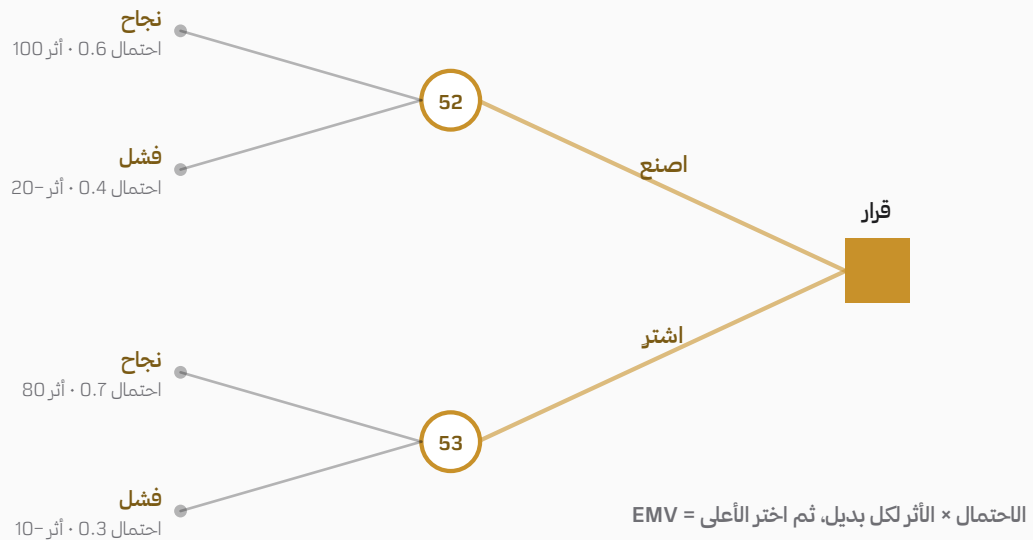 نجاح
احتمال 0.6 · أثر 100
52
فشل
احتمال 0.4 · أثر −20
اصنع
قرار
اشترِ
نجاح
احتمال 0.7 · أثر 80
53
فشل
احتمال 0.3 · أثر −10
الاحتمال × الأثر لكل بديل، ثم اختر الأعلى = EMV